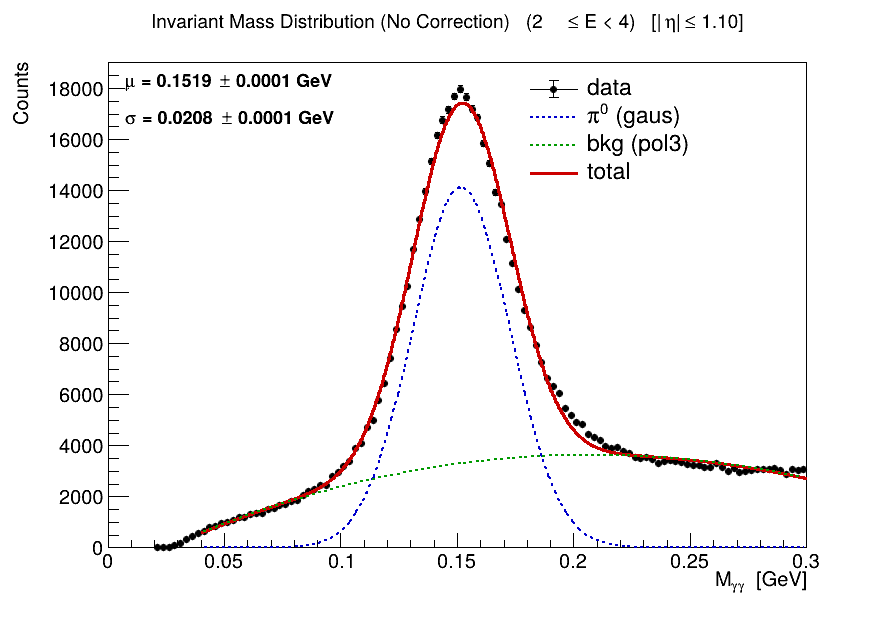 Invariant Mass Distribution (No Correction) (2 ≤ E < 4) [|η| ≤ 1.10]
Counts
μ = 0.1519 ± 0.0001 GeV
σ = 0.0208 ± 0.0001 GeV
data
π⁰ (gaus)
bkg (pol3)
total
18000
16000
14000
12000
10000
8000
6000
4000
2000
0
0 0.05 0.1 0.15 0.2 0.25 0.3
Mγγ [GeV]